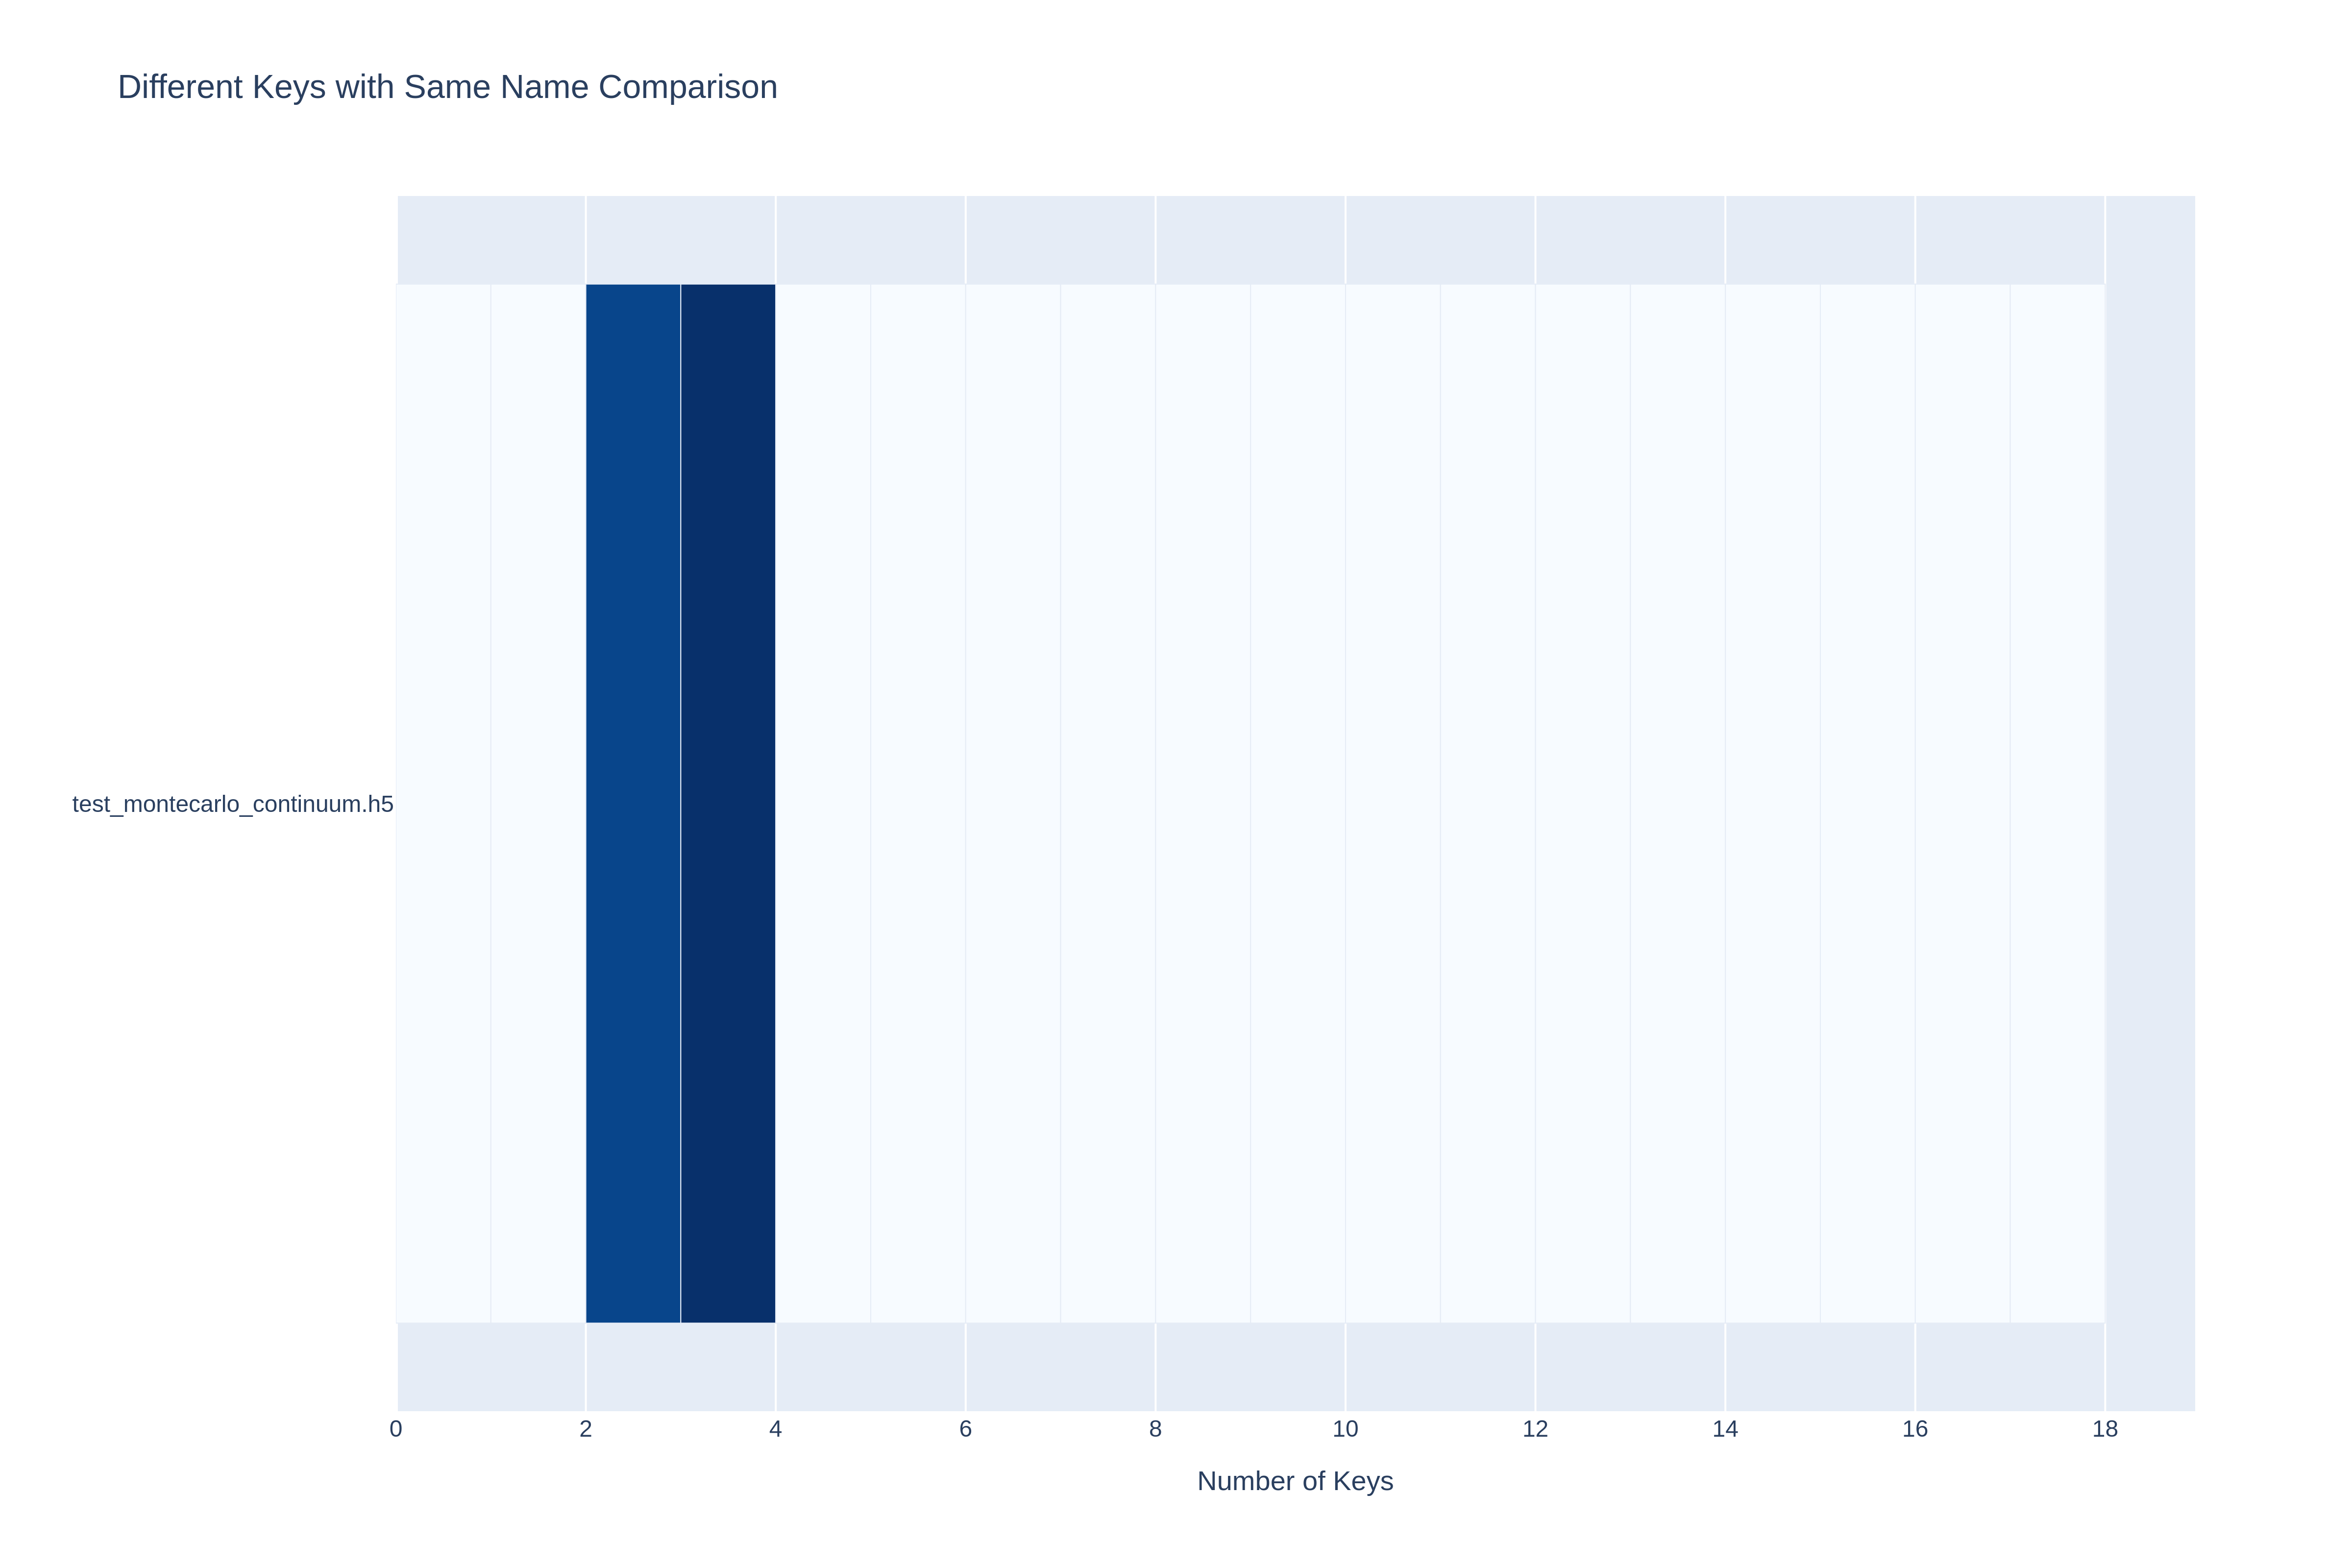 Different Keys with Same Name Comparison
test_montecarlo_continuum.h5
0 2 4 6 8 10 12 14 16 18
Number of Keys